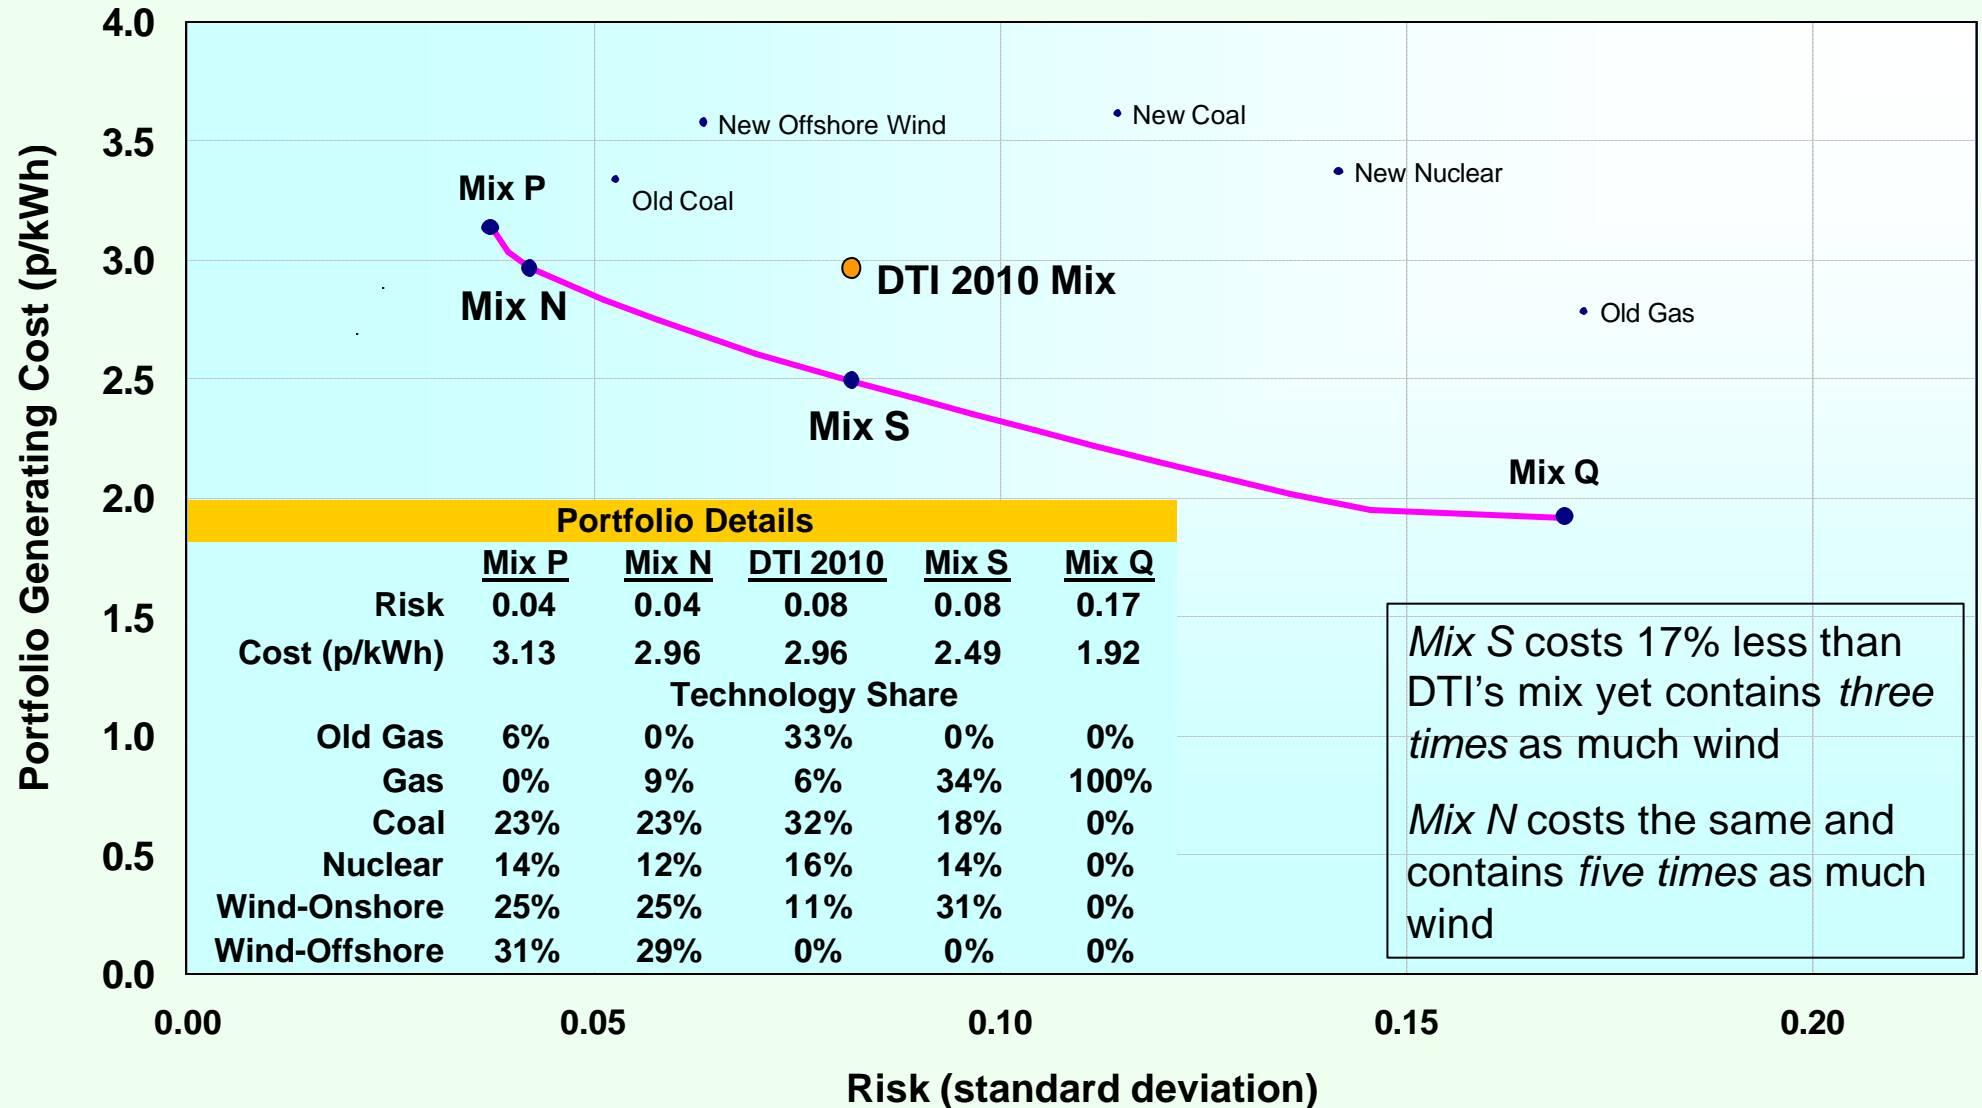 4.0
3.5
3.0
2.5
2.0
1.5
1.0
0.5
0.0
Portfolio Generating Cost (p/kWh)
New Offshore Wind
New Coal
Old Coal
New Nuclear
Mix P
Mix N
DTI 2010 Mix
Old Gas
Mix S
Mix Q
Portfolio Details
Mix P Mix N DTI 2010 Mix S Mix Q
Risk 0.04 0.04 0.08 0.08 0.17
Cost (p/kWh) 3.13 2.96 2.96 2.49 1.92
Technology Share
Old Gas 6% 0% 33% 0% 0%
Gas 0% 9% 6% 34% 100%
Coal 23% 23% 32% 18% 0%
Nuclear 14% 12% 16% 14% 0%
Wind-Onshore 25% 25% 11% 31% 0%
Wind-Offshore 31% 29% 0% 0% 0%
Mix S costs 17% less than
DTI’s mix yet contains three
times as much wind
Mix N costs the same and
contains five times as much
wind
0.00 0.05 0.10 0.15 0.20
Risk (standard deviation)